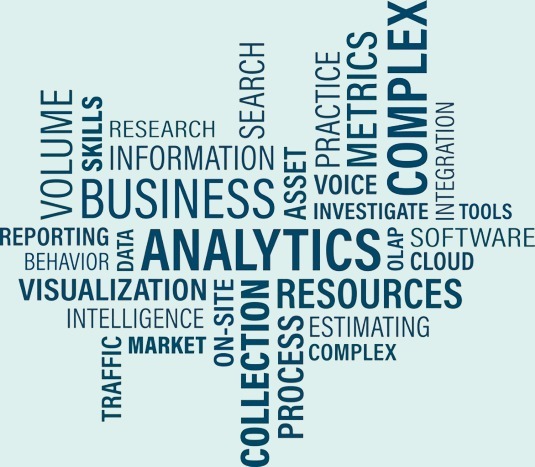 COMPLEX
METRICS
PRACTICE
SEARCH
VOLUME
SKILLS
RESEARCH
INFORMATION
BUSINESS
ASSET
VOICE
INTEGRATION
INVESTIGATE
TOOLS
REPORTING
DATA
ANALYTICS
OLAP
SOFTWARE
BEHAVIOR
CLOUD
VISUALIZATION
ON-SITE
COLLECTION
RESOURCES
INTELLIGENCE
PROCESS
ESTIMATING
TRAFFIC
MARKET
COMPLEX